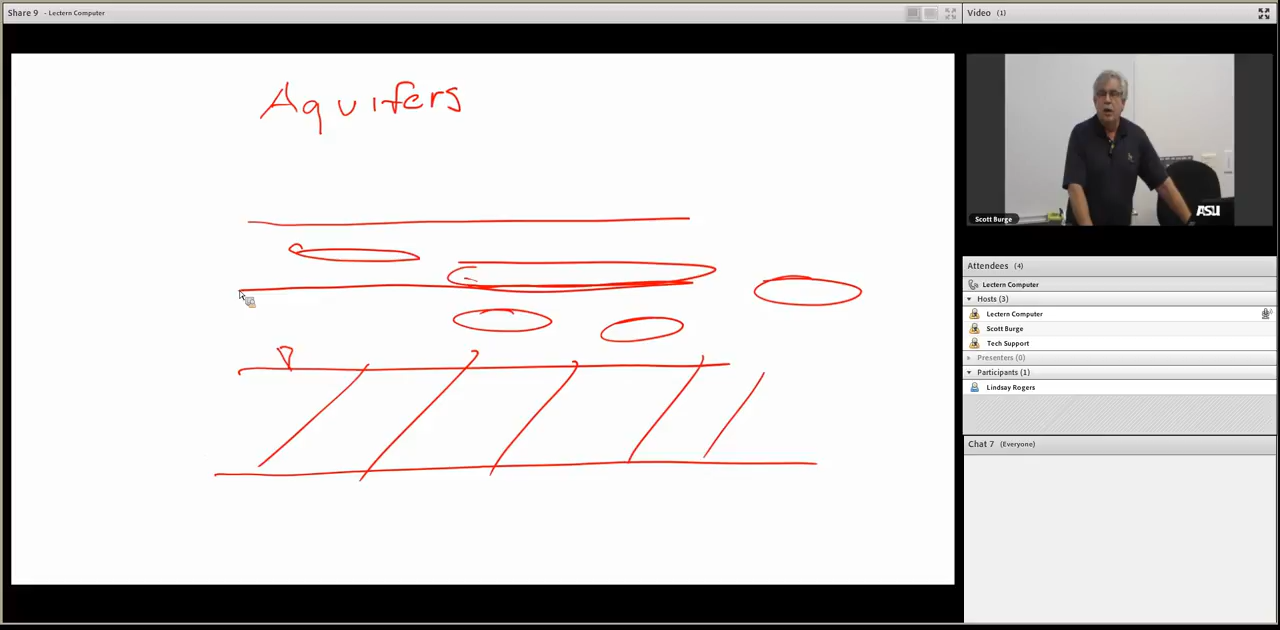 Share 9 - Lectern Computer
Video (1)
Aquifers
Scott Burge
ASU
Attendees (4)
Lectern Computer
Hosts (3)
Lectern Computer
Scott Burge
Tech Support
Presenters (0)
Participants (1)
Lindsay Rogers
Chat 7 (Everyone)